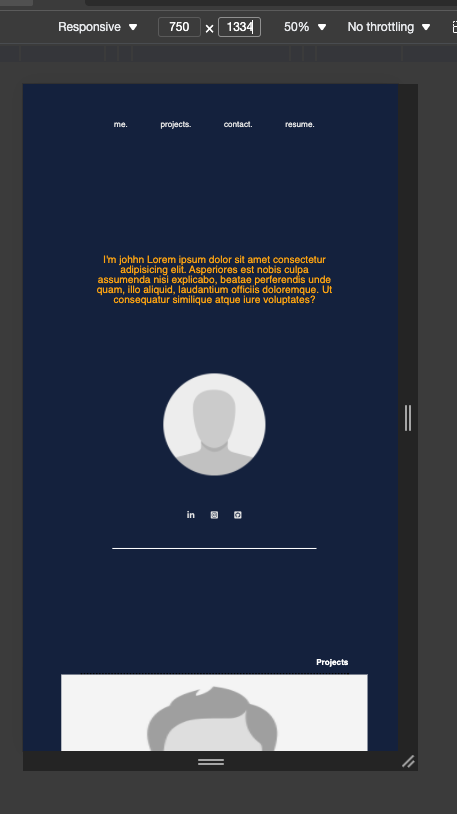 Responsive 750 × 1334 50% No throttling
me. projects. contact. resume.
I'm johhn Lorem ipsum dolor sit amet consectetur
adipisicing elit. Asperiores est nobis culpa
assumenda nisi explicabo, beatae perferendis unde
quam, illo aliquid, laudantium officiis doloremque. Ut
consequatur similique atque iure voluptates?
in
Projects